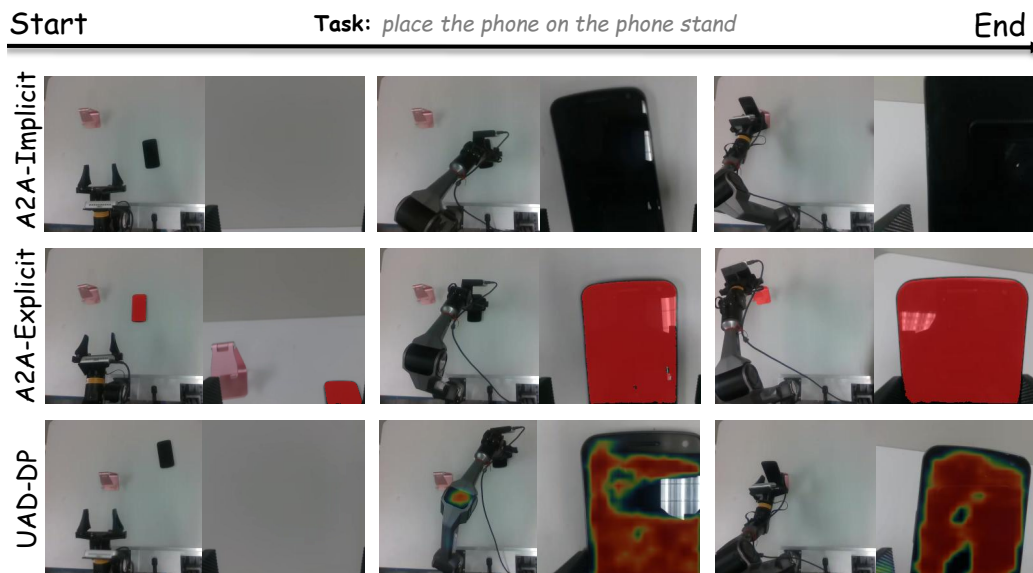 Start
Task: place the phone on the phone stand
End
A2A-Implicit
A2A-Explicit
UAD-DP